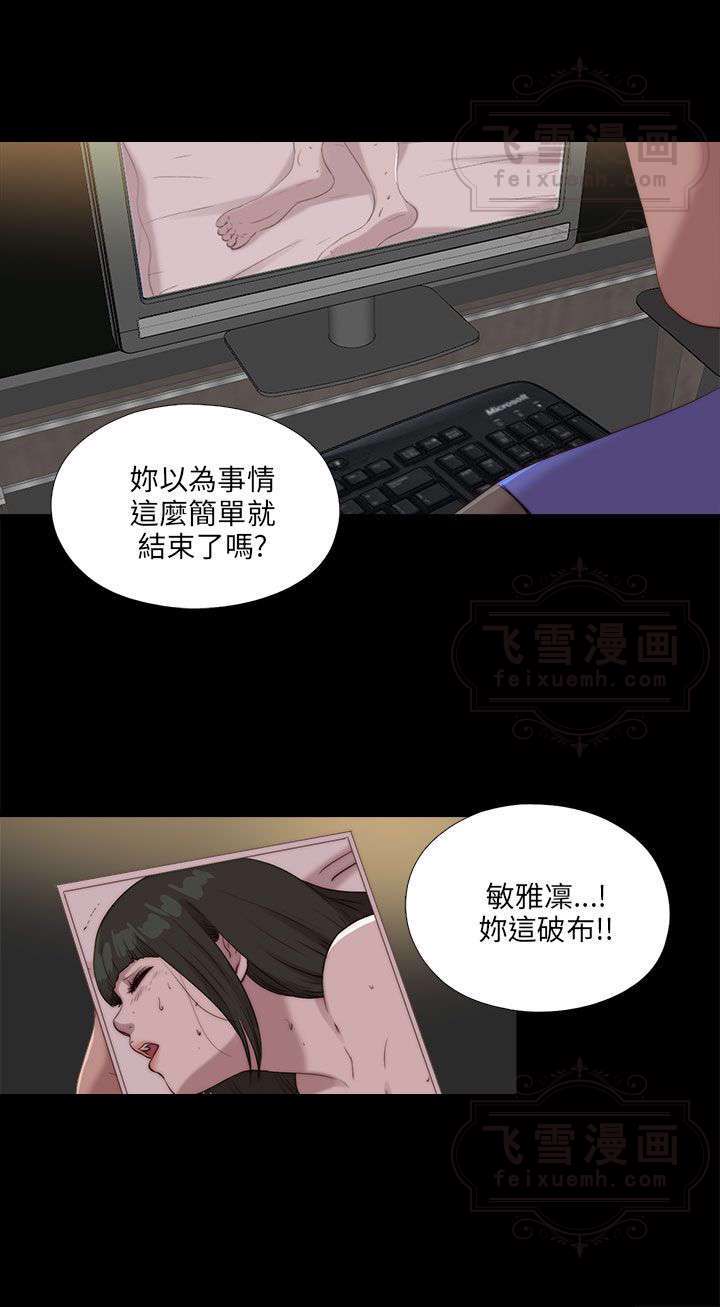 飞雪漫画
feixuemh.com
Microsoft
妳以為事情
這麼簡單就
結束了嗎?
飞雪漫画
feixuemh.com
敏雅凜...!
妳這破布!!
飞雪漫画
feixuemh.com